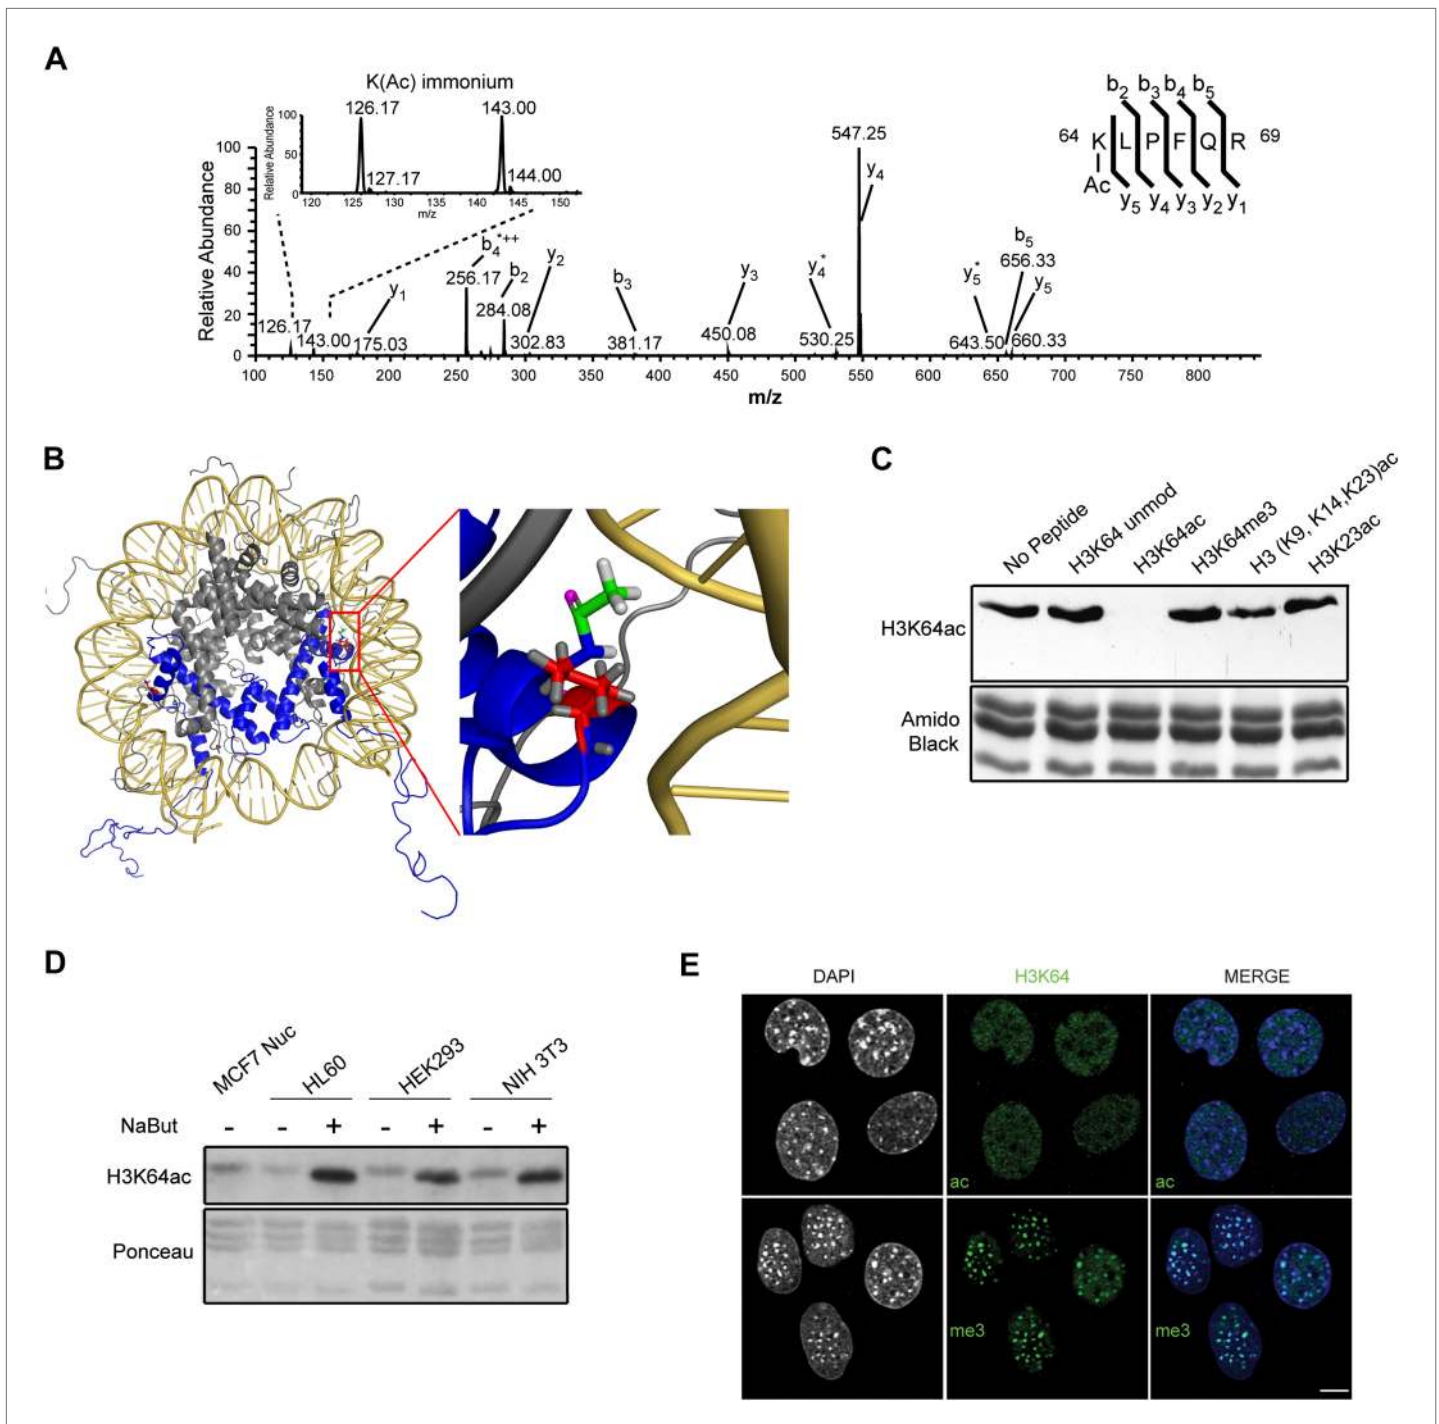 A
K(Ac) immonium
126.17
143.00
127.17
144.00
Relative Abundance
100
50
0
120 125 130 135 140 145 150
m/z
Relative Abundance
100
80
60
40
20
0
547.25
y4
b4*++
256.17
b2
284.08
y2
302.83
b3
381.17
y3
450.08
y4*
530.25
y5*
643.50
b5
656.33
y5
660.33
126.17
143.00
y1
175.03
100 150 200 250 300 350 400 450 500 550 600 650 700 750 800
m/z
b2 b3 b4 b5
64 K L P F Q R 69
Ac
y5 y4 y3 y2 y1
B
C
No Peptide
H3K64 unmod
H3K64ac
H3K64me3
H3 (K9, K14,K23)ac
H3K23ac
H3K64ac
Amido
Black
D
MCF7 Nuc
HL60
HEK293
NIH 3T3
NaBut - - + - + - +
H3K64ac
Ponceau
E
DAPI H3K64 MERGE
ac ac
me3 me3